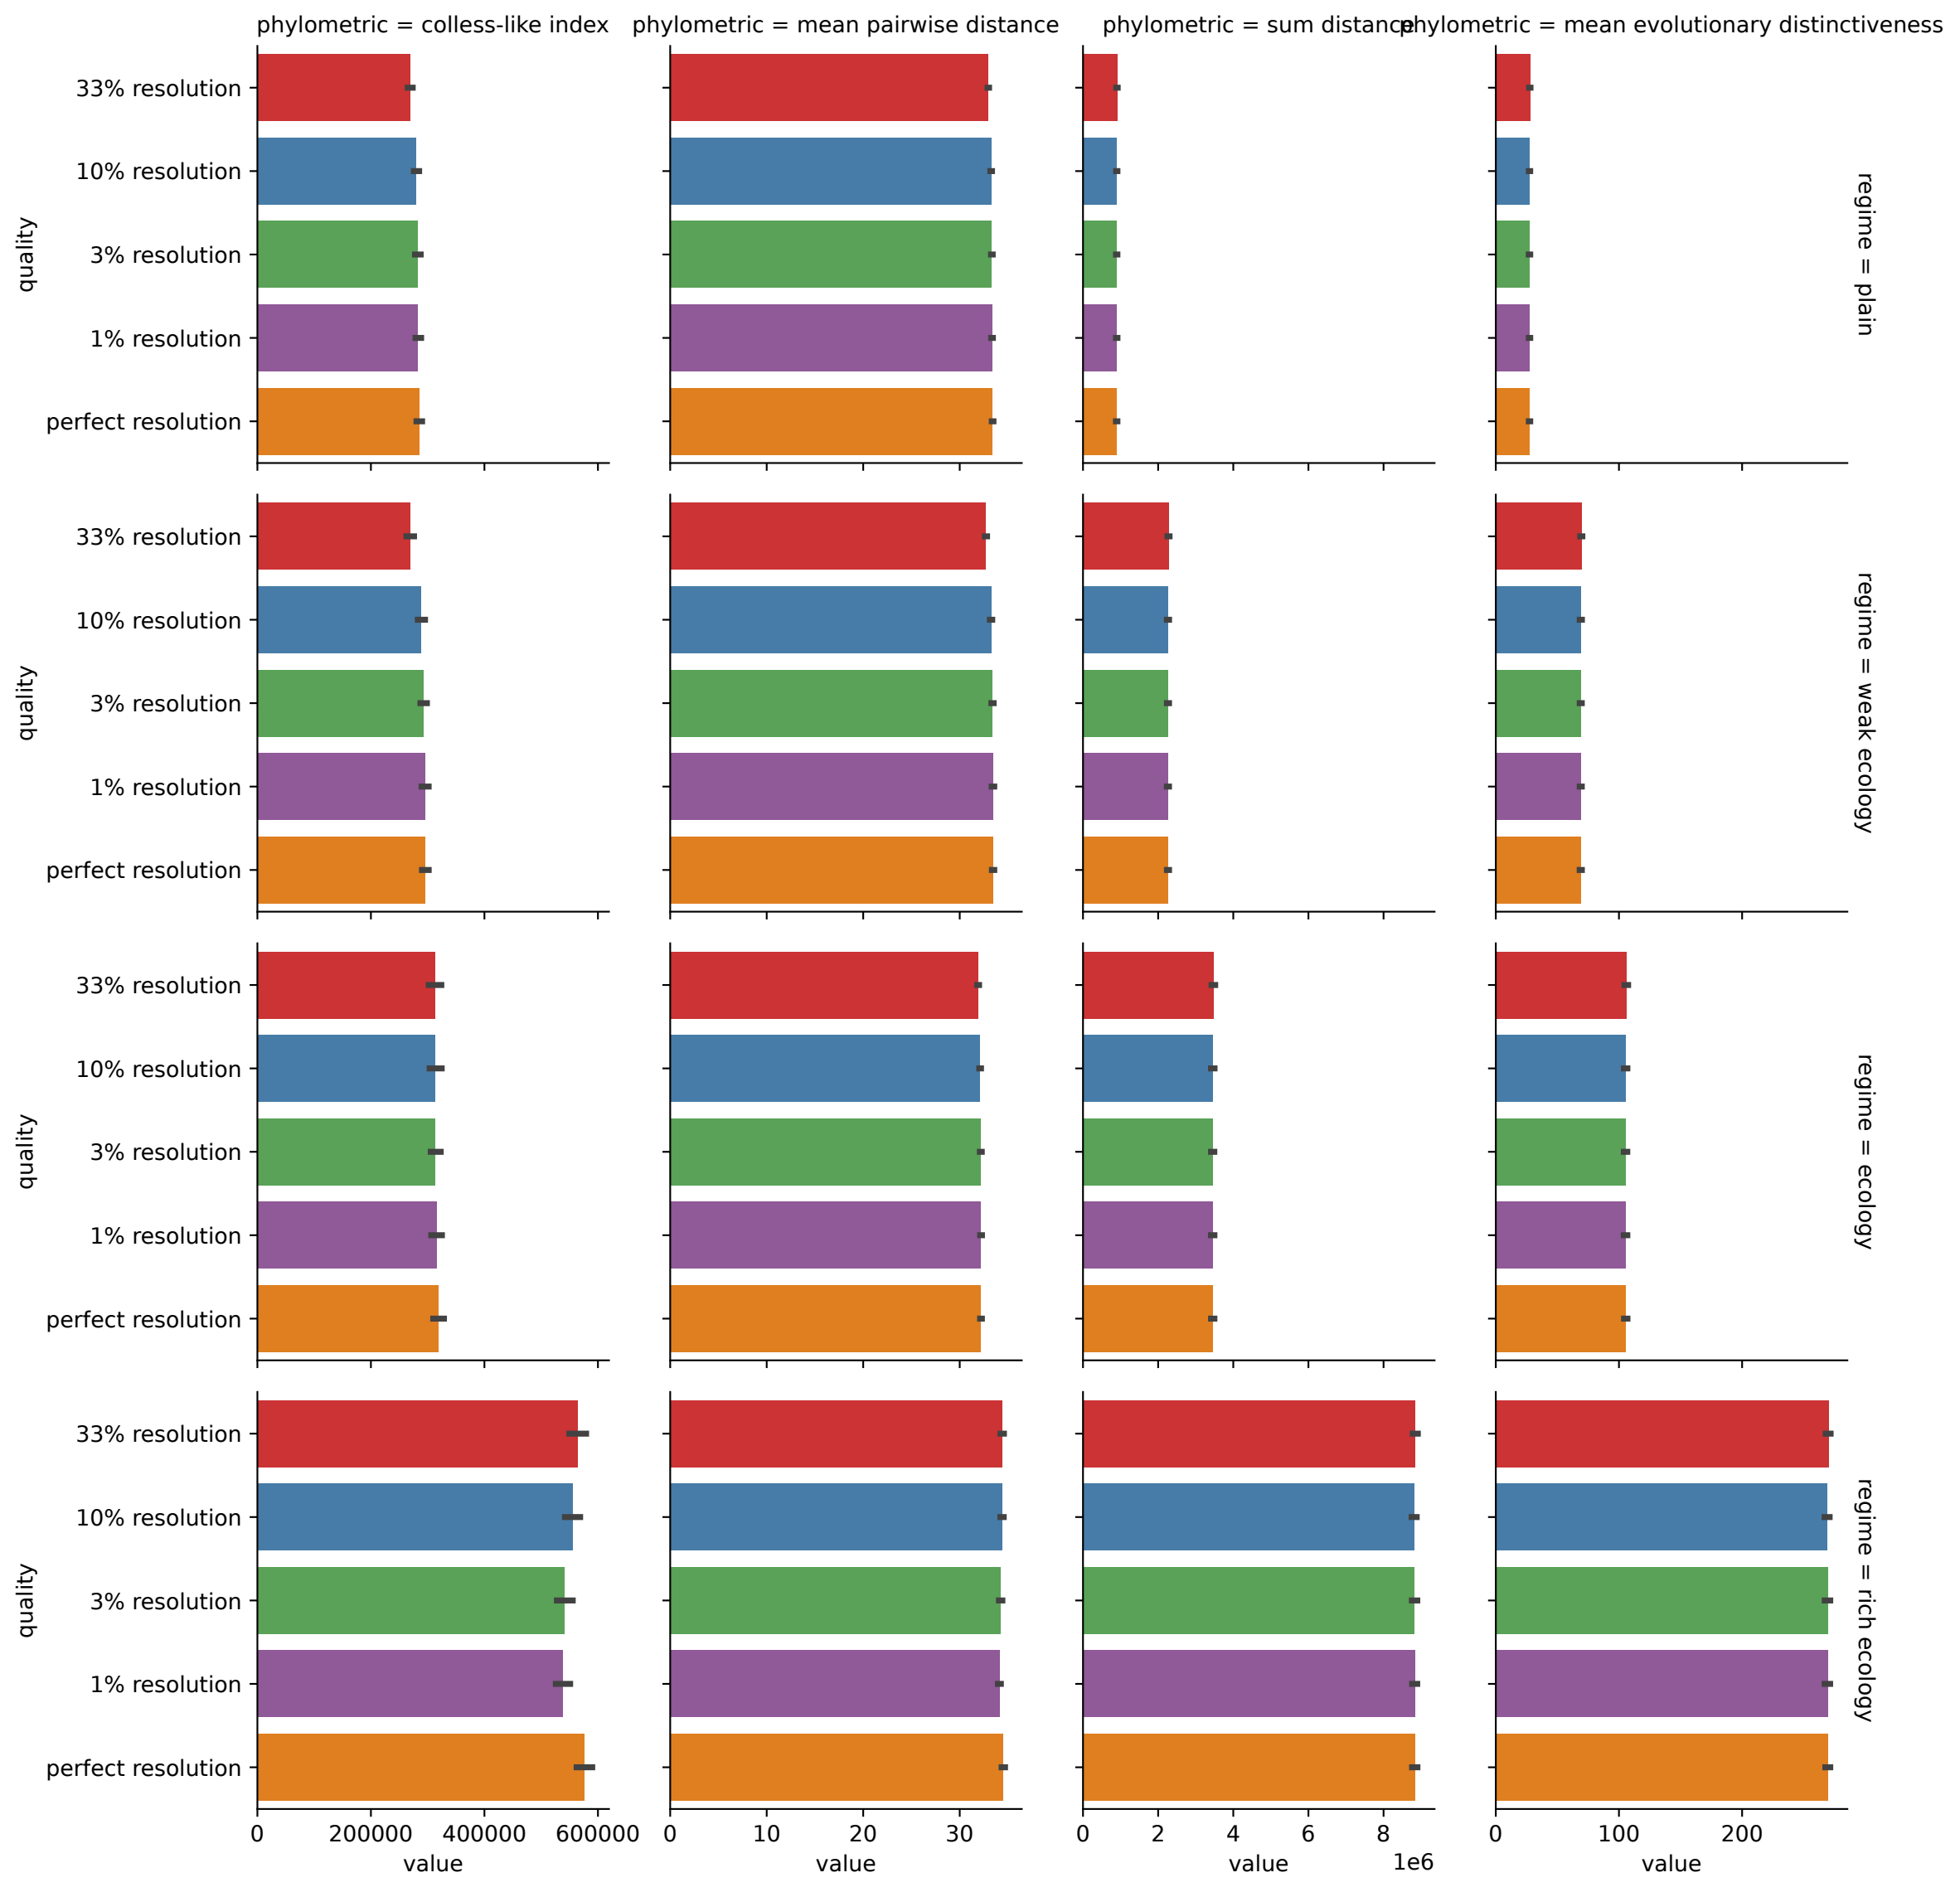 phylometric = colless-like index
phylometric = mean pairwise distance
phylometric = sum distance
phylometric = mean evolutionary distinctiveness
quality
33% resolution
10% resolution
3% resolution
1% resolution
perfect resolution
regime = plain
quality
33% resolution
10% resolution
3% resolution
1% resolution
perfect resolution
regime = weak ecology
quality
33% resolution
10% resolution
3% resolution
1% resolution
perfect resolution
regime = ecology
quality
33% resolution
10% resolution
3% resolution
1% resolution
perfect resolution
regime = rich ecology
0 200000 400000 600000
value
0 10 20 30
value
0 2 4 6 8
1e6
value
0 100 200
value